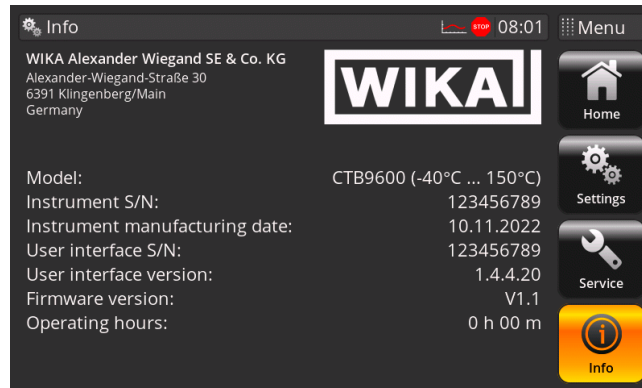 Info
STOP
08:01
Menu
WIKA Alexander Wiegand SE & Co. KG
Alexander-Wiegand-Straße 30
6391 Klingenberg/Main
Germany
WIKAI
Home
Model: CTB9600 (-40°C ... 150°C)
Instrument S/N: 123456789
Instrument manufacturing date: 10.11.2022
User interface S/N: 123456789
User interface version: 1.4.4.20
Firmware version: V1.1
Operating hours: 0 h 00 m
Settings
Service
Info